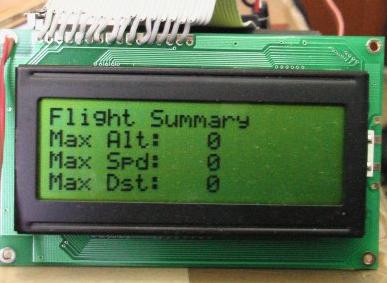 Flight Summary
Max Alt: 0
Max Spd: 0
Max Dst: 0